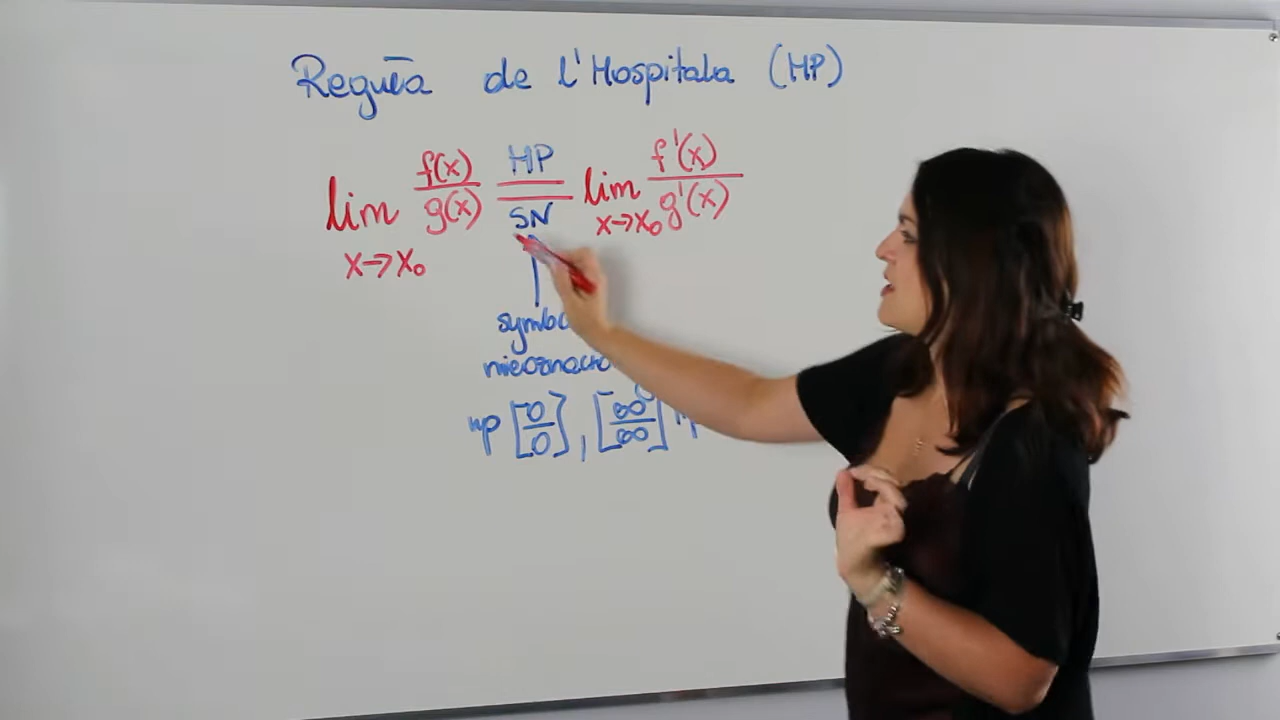 Reguła de l'Hospitala (HP)
lim x→x₀ f(x)/g(x) HP SN lim x→x₀ f'(x)/g'(x)
np [0/0], [∞/∞]